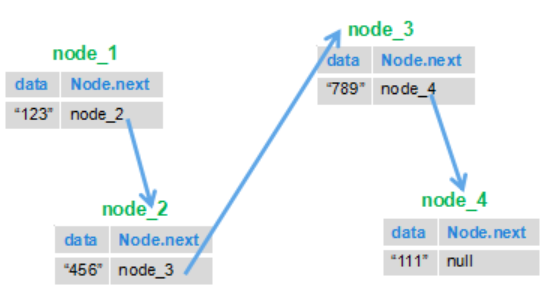 node_1
data Node.next
“123” node_2
node_2
data Node.next
“456” node_3
node_3
data Node.next
“789” node_4
node_4
data Node.next
“111” null